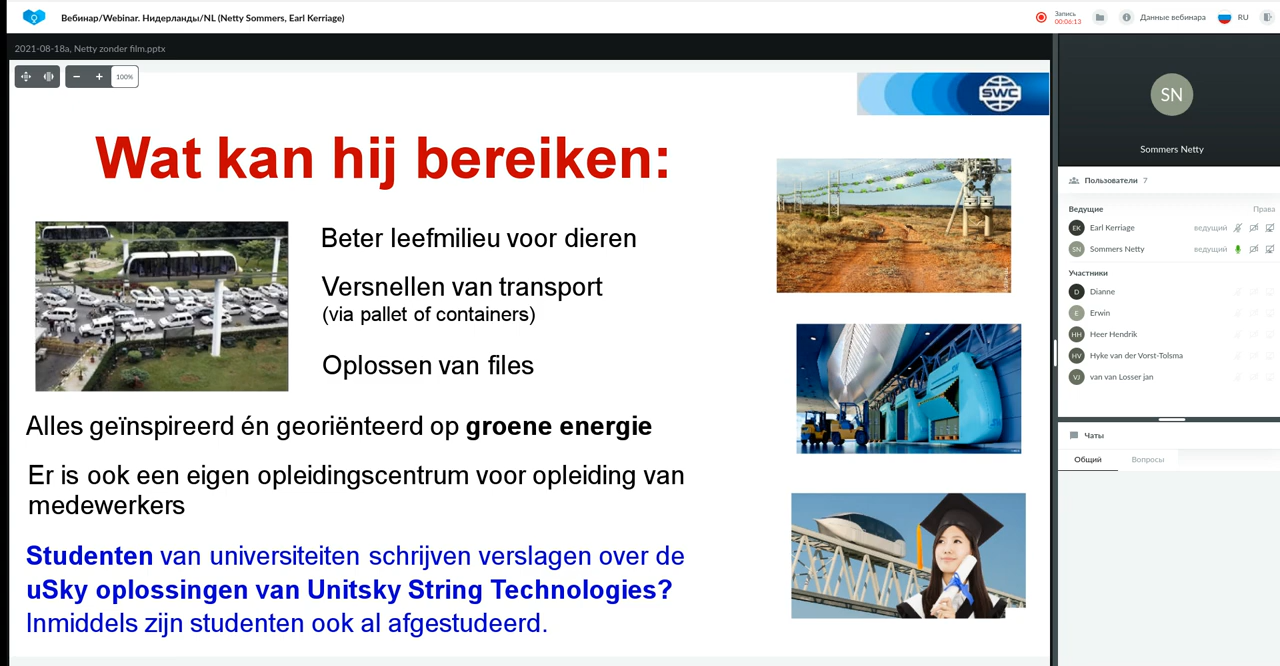 Вебинар/Webinar. Нидерланды/NL (Netty Sommers, Earl Kerriage)
Запись
00:06:13
Данные вебинара
RU
2021-08-18a, Netty zonder film.pptx
100%
SWC
Wat kan hij bereiken:
Beter leefmilieu voor dieren
Versnellen van transport
(via pallet of containers)
Oplossen van files
Alles geïnspireerd én georiënteerd op groene energie
Er is ook een eigen opleidingscentrum voor opleiding van
medewerkers
Studenten van universiteiten schrijven verslagen over de
uSky oplossingen van Unitsky String Technologies?
Inmiddels zijn studenten ook al afgestudeerd.
SN
Sommers Netty
Пользователи 7
Ведущие Права
EK Earl Kerriage ведущий
SN Sommers Netty ведущий
Участники
D Dianne
E Erwin
HH Heer Hendrik
HV Hyke van der Vorst-Tolsma
VJ van van Losser jan
Чаты
Общий Вопросы